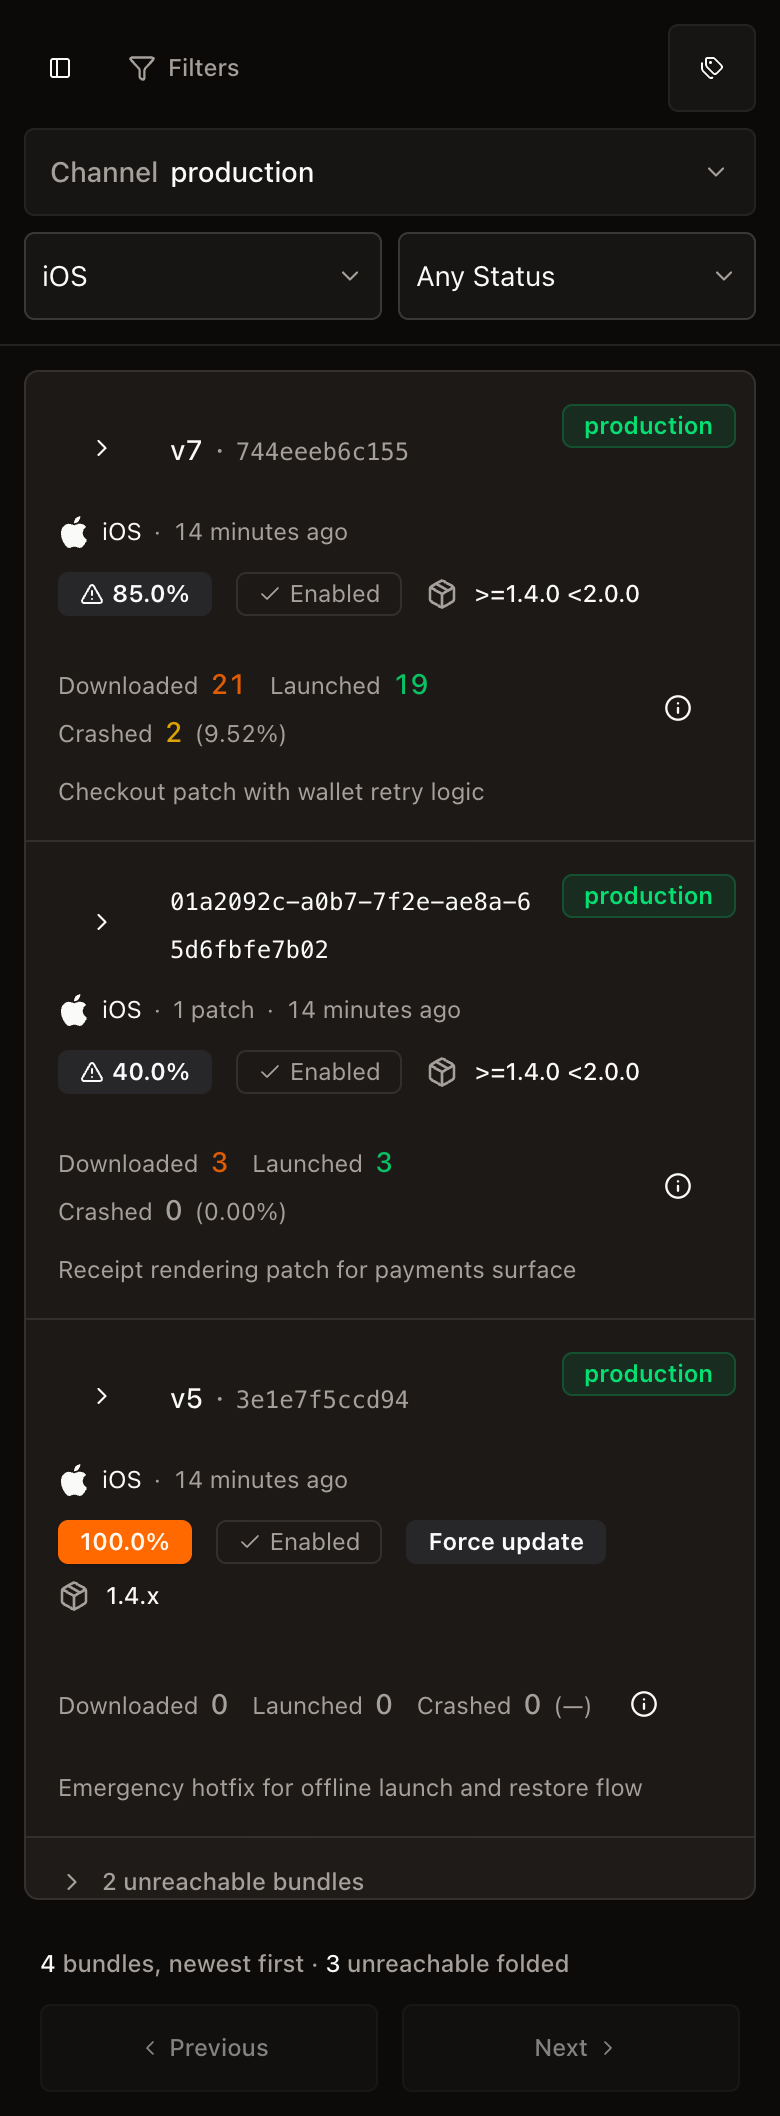 Filters
Channel production
iOS
Any Status
v7 · 744eeeb6c155
production
iOS · 14 minutes ago
85.0%
Enabled
>=1.4.0 <2.0.0
Downloaded 21 Launched 19
Crashed 2 (9.52%)
Checkout patch with wallet retry logic
01a2092c-a0b7-7f2e-ae8a-6
5d6fbfe7b02
production
iOS · 1 patch · 14 minutes ago
40.0%
Enabled
>=1.4.0 <2.0.0
Downloaded 3 Launched 3
Crashed 0 (0.00%)
Receipt rendering patch for payments surface
v5 · 3e1e7f5ccd94
production
iOS · 14 minutes ago
100.0%
Enabled
Force update
1.4.x
Downloaded 0 Launched 0 Crashed 0 (—)
Emergency hotfix for offline launch and restore flow
2 unreachable bundles
4 bundles, newest first · 3 unreachable folded
Previous
Next